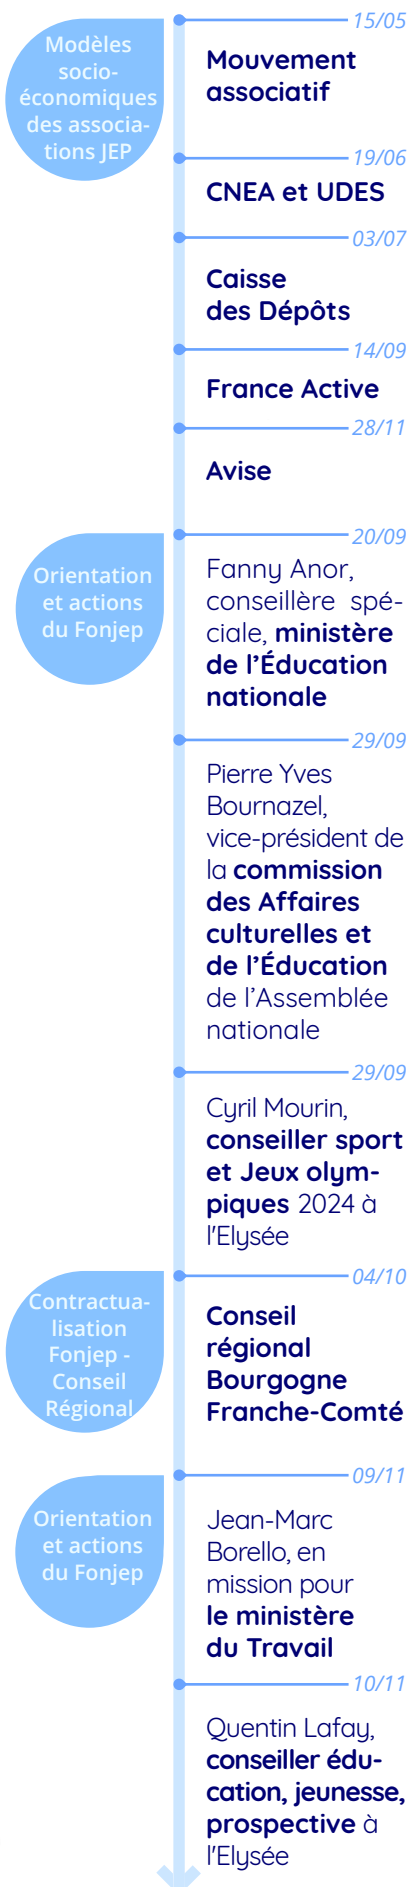 Modèles
socio-
économiques
des associa-
tions JEP
15/05
Mouvement
associatif
19/06
CNEA et UDES
03/07
Caisse
des Dépôts
14/09
France Active
28/11
Avise
Orientation
et actions
du Fonjep
20/09
Fanny Anor,
conseillère spé-
ciale, ministère
de l’Éducation
nationale
29/09
Pierre Yves
Bournazel,
vice-président de
la commission
des Affaires
culturelles et
de l’Éducation
de l’Assemblée
nationale
29/09
Cyril Mourin,
conseiller sport
et Jeux olym-
piques 2024 à
l'Elysée
Contractua-
lisation
Fonjep -
Conseil
Régional
04/10
Conseil
régional
Bourgogne
Franche-Comté
Orientation
et actions
du Fonjep
09/11
Jean-Marc
Borello, en
mission pour
le ministère
du Travail
10/11
Quentin Lafay,
conseiller édu-
cation, jeunesse,
prospective à
l'Elysée